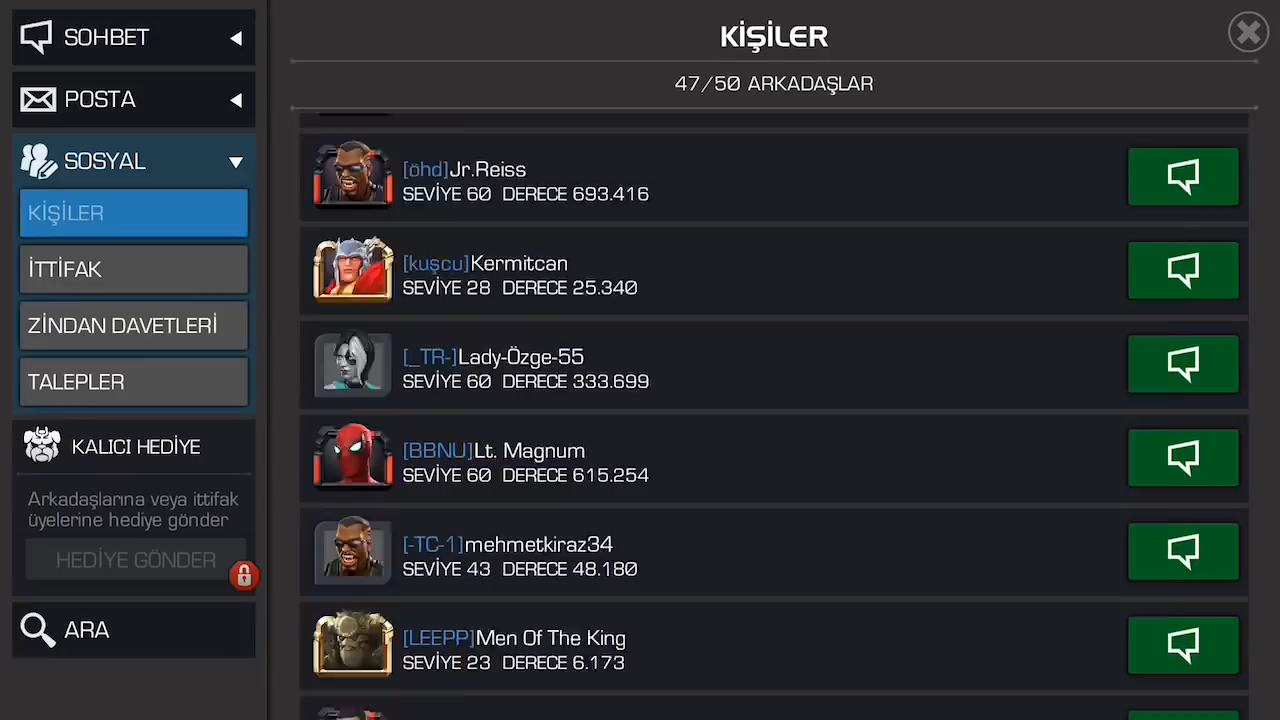 SOHBET
POSTA
SOSYAL
KİŞİLER
İTTİFAK
ZİNDAN DAVETLERİ
TALEPLER
KALICI HEDİYE
Arkadaşlarına veya ittifak
üyelerine hediye gönder
HEDİYE GÖNDER
ARA
KİŞİLER
47/50 ARKADAŞLAR
[öhd]Jr.Reiss
SEVİYE 60 DERECE 693.416
[kuşcu]Kermitcan
SEVİYE 28 DERECE 25.340
[_TR-]Lady-Özge-55
SEVİYE 60 DERECE 333.699
[BBNU]Lt. Magnum
SEVİYE 60 DERECE 615.254
[-TC-1]mehmetkiraz34
SEVİYE 43 DERECE 48.180
[LEEPP]Men Of The King
SEVİYE 23 DERECE 6.173